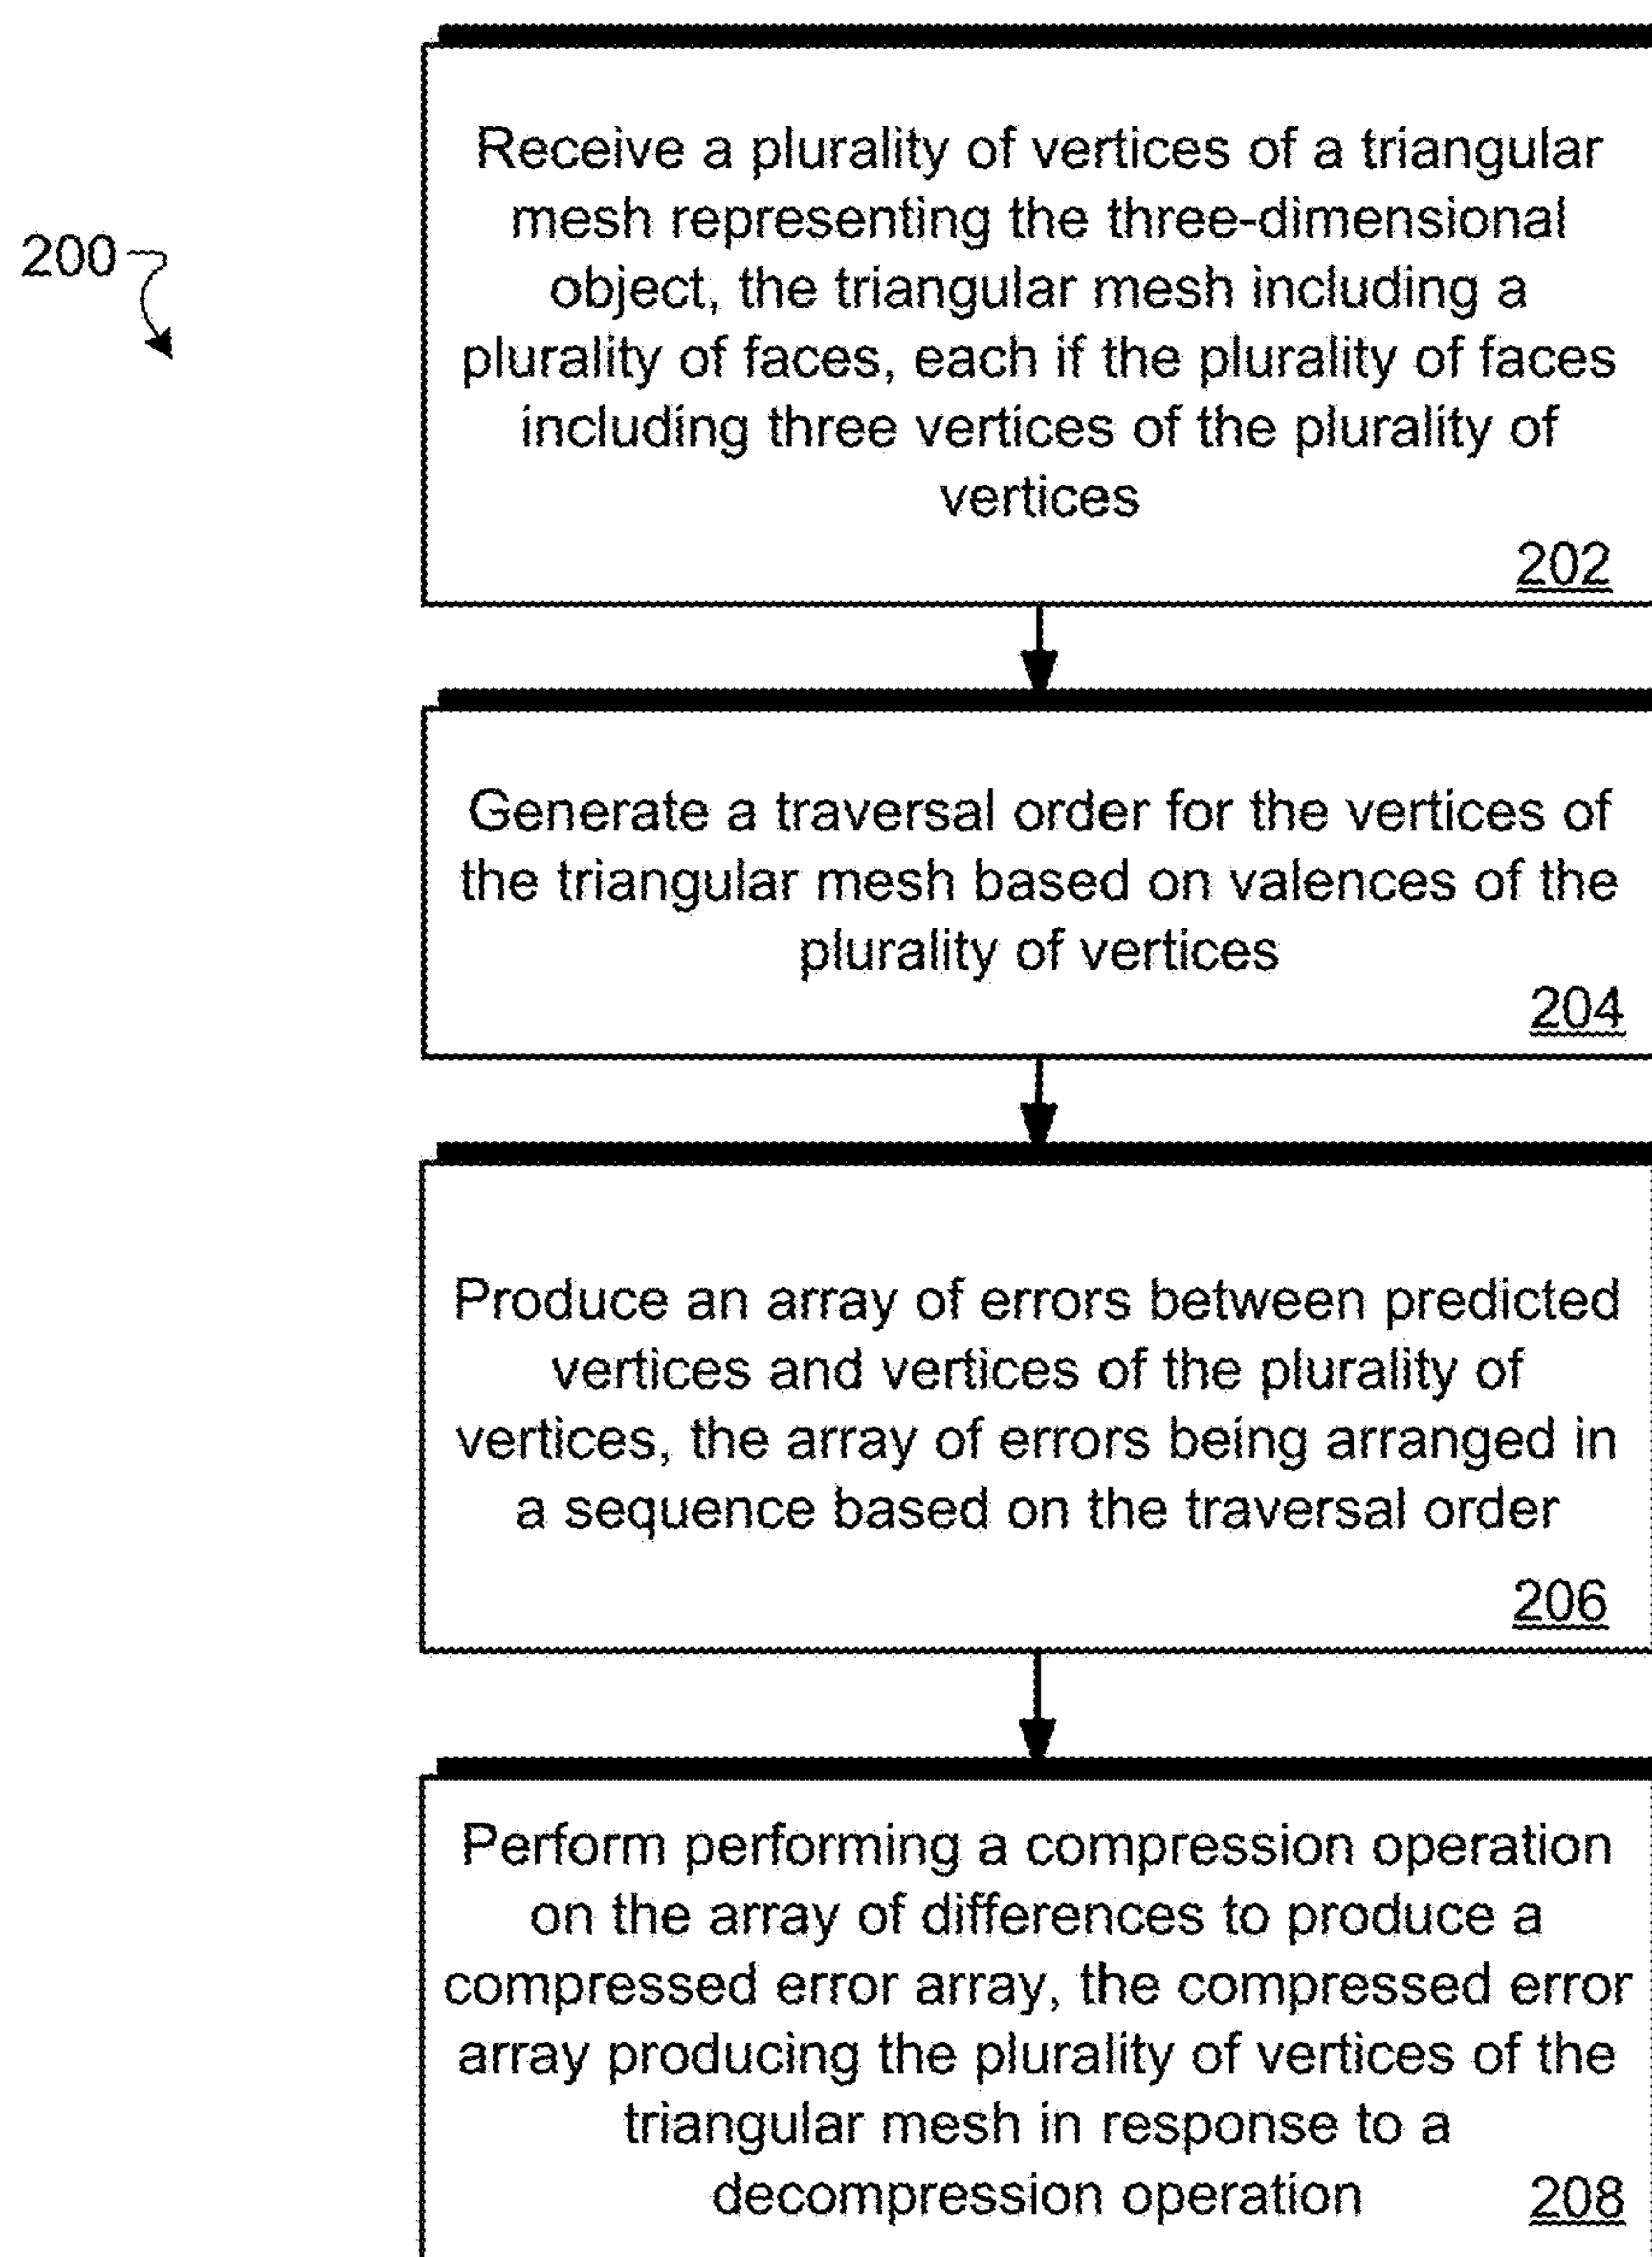 200
Receive a plurality of vertices of a triangular
mesh representing the three-dimensional
object, the triangular mesh including a
plurality of faces, each if the plurality of faces
including three vertices of the plurality of
vertices
202
Generate a traversal order for the vertices of
the triangular mesh based on valences of the
plurality of vertices
204
Produce an array of errors between predicted
vertices and vertices of the plurality of
vertices, the array of errors being arranged in
a sequence based on the traversal order
206
Perform performing a compression operation
on the array of differences to produce a
compressed error array, the compressed error
array producing the plurality of vertices of the
triangular mesh in response to a
decompression operation
208